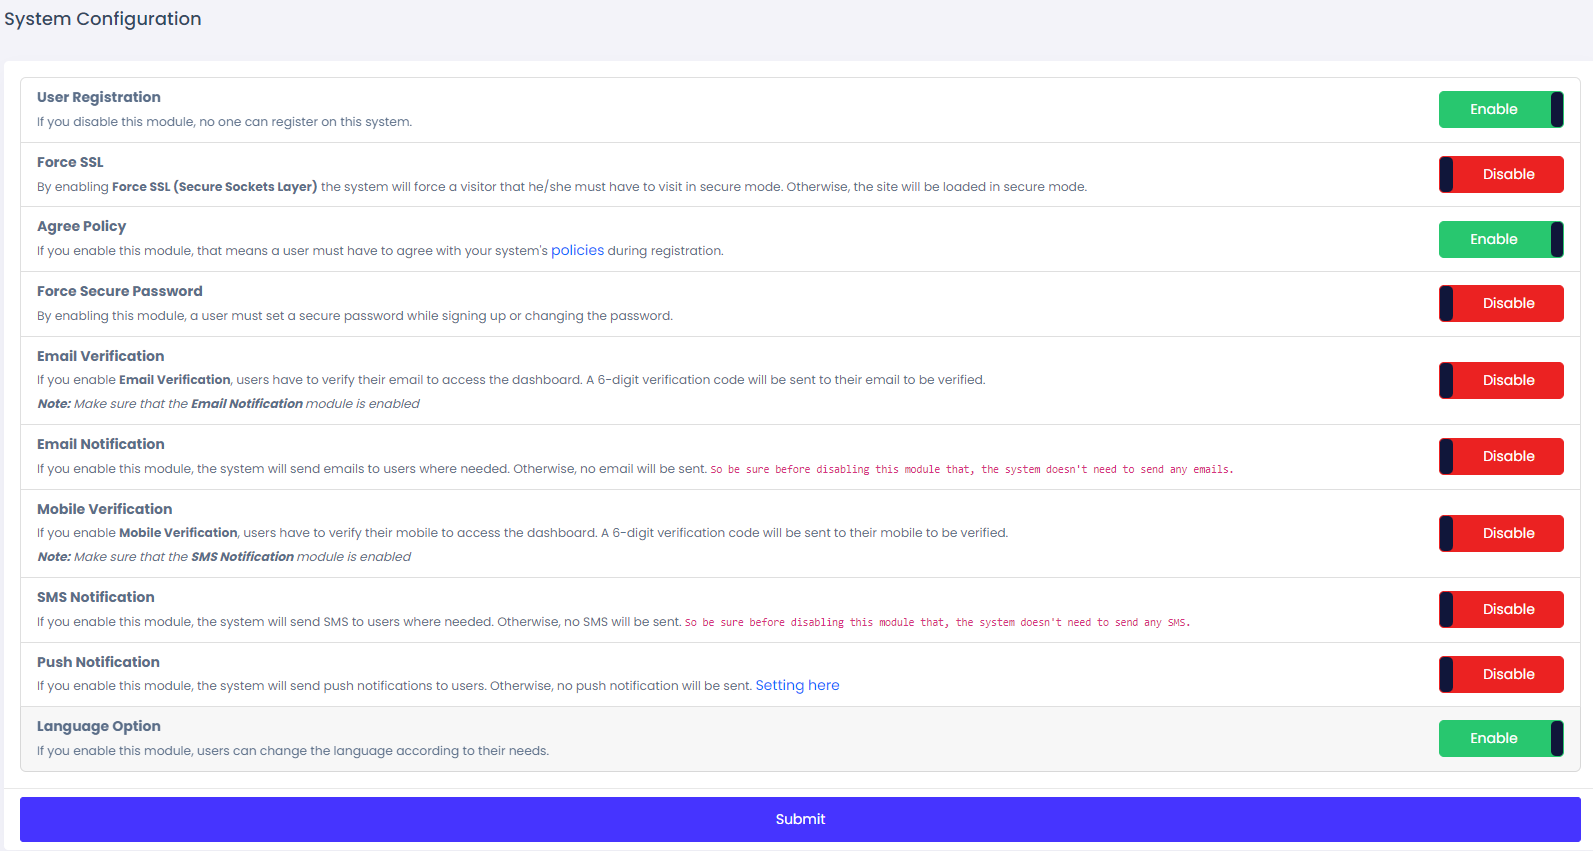 System Configuration
User Registration
If you disable this module, no one can register on this system.
Enable
Force SSL
By enabling Force SSL (Secure Sockets Layer) the system will force a visitor that he/she must have to visit in secure mode. Otherwise, the site will be loaded in secure mode.
Disable
Agree Policy
If you enable this module, that means a user must have to agree with your system's policies during registration.
Enable
Force Secure Password
By enabling this module, a user must set a secure password while signing up or changing the password.
Disable
Email Verification
If you enable Email Verification, users have to verify their email to access the dashboard. A 6-digit verification code will be sent to their email to be verified.
Note: Make sure that the Email Notification module is enabled
Disable
Email Notification
If you enable this module, the system will send emails to users where needed. Otherwise, no email will be sent. So be sure before disabling this module that, the system doesn't need to send any emails.
Disable
Mobile Verification
If you enable Mobile Verification, users have to verify their mobile to access the dashboard. A 6-digit verification code will be sent to their mobile to be verified.
Note: Make sure that the SMS Notification module is enabled
Disable
SMS Notification
If you enable this module, the system will send SMS to users where needed. Otherwise, no SMS will be sent. So be sure before disabling this module that, the system doesn't need to send any SMS.
Disable
Push Notification
If you enable this module, the system will send push notifications to users. Otherwise, no push notification will be sent. Setting here
Disable
Language Option
If you enable this module, users can change the language according to their needs.
Enable
Submit